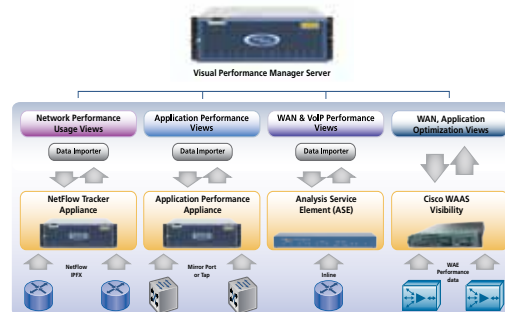 Visual Performance Manager Server
Network Performance
Usage Views
Application Performance
Views
WAN & VoIP Performance
Views
WAN, Application
Optimization Views
Data Importer
Data Importer
Data Importer
NetFlow Tracker
Appliance
Application Performance
Appliance
Analysis Service
Element (ASE)
Cisco WAAS
Visibility
NetFlow
IPFX
Mirror Port
or Tap
Inline
WAE
Performance
data